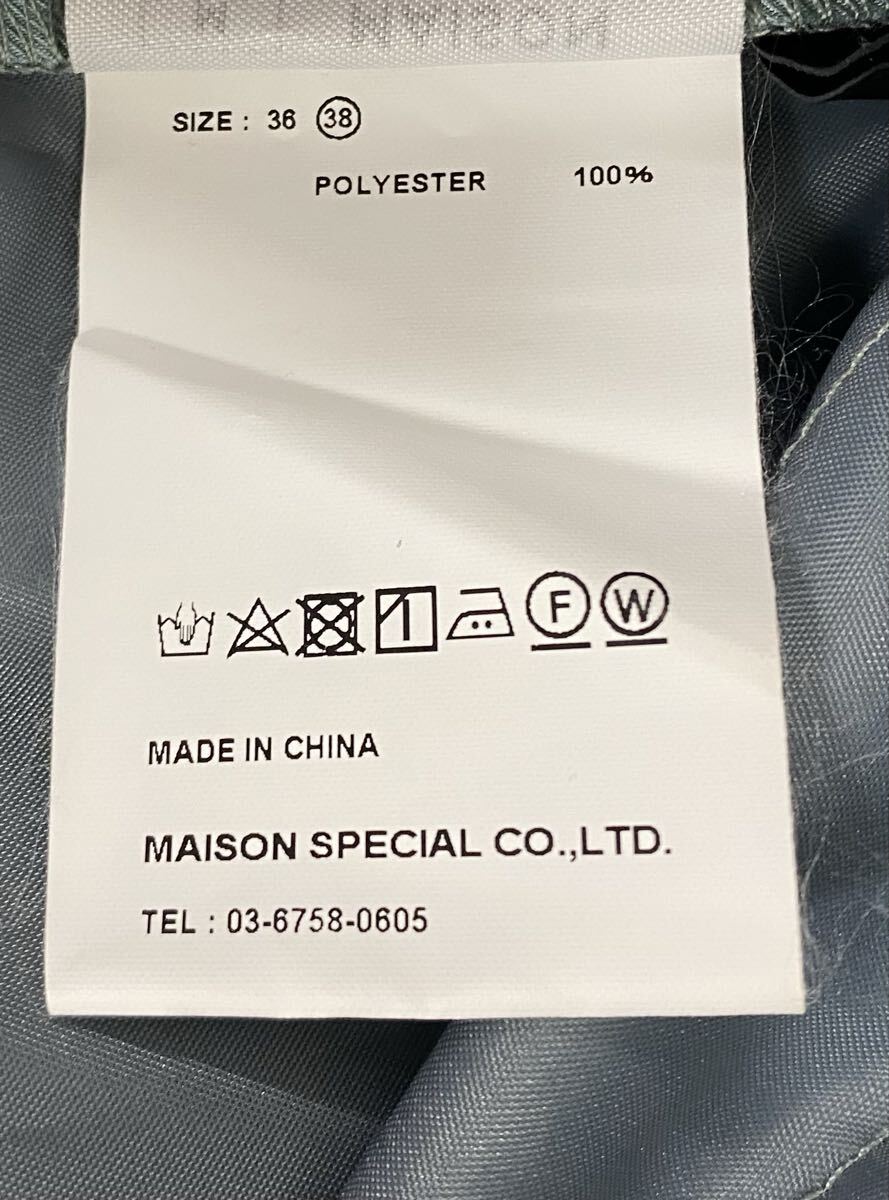 SIZE : 36 38
POLYESTER 100%
F W
MADE IN CHINA
MAISON SPECIAL CO.,LTD.
TEL : 03-6758-0605